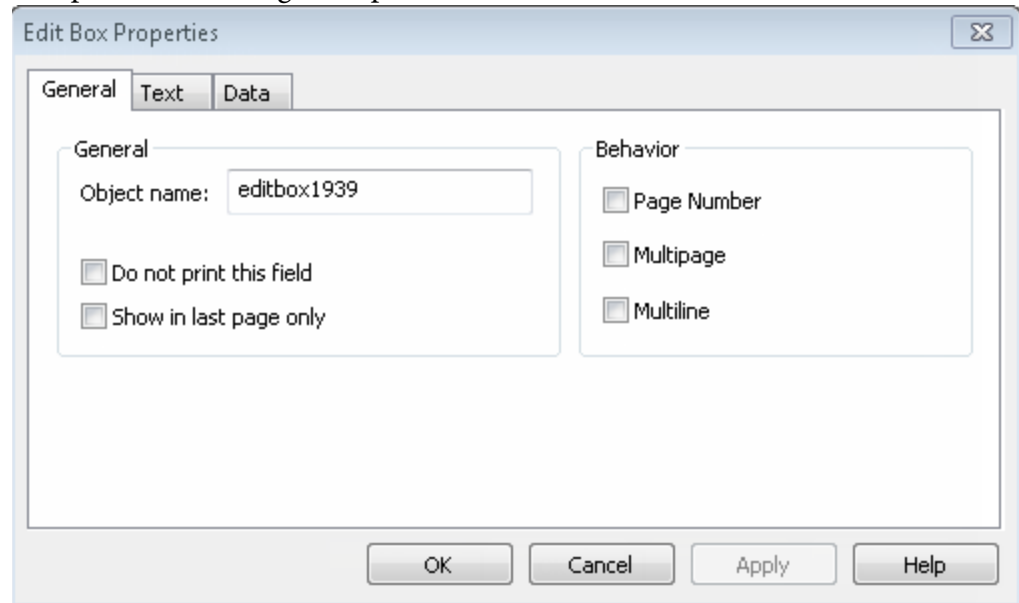 Edit Box Properties
General Text Data
General
Object name: editbox1939
Do not print this field
Show in last page only
Behavior
Page Number
Multipage
Multiline
OK Cancel Apply Help